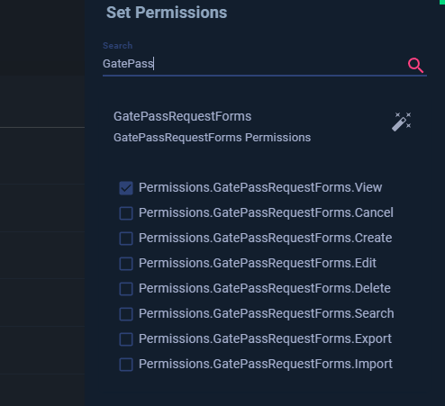 Set Permissions
Search
GatePass
GatePassRequestForms
GatePassRequestForms Permissions
Permissions.GatePassRequestForms.View
Permissions.GatePassRequestForms.Cancel
Permissions.GatePassRequestForms.Create
Permissions.GatePassRequestForms.Edit
Permissions.GatePassRequestForms.Delete
Permissions.GatePassRequestForms.Search
Permissions.GatePassRequestForms.Export
Permissions.GatePassRequestForms.Import